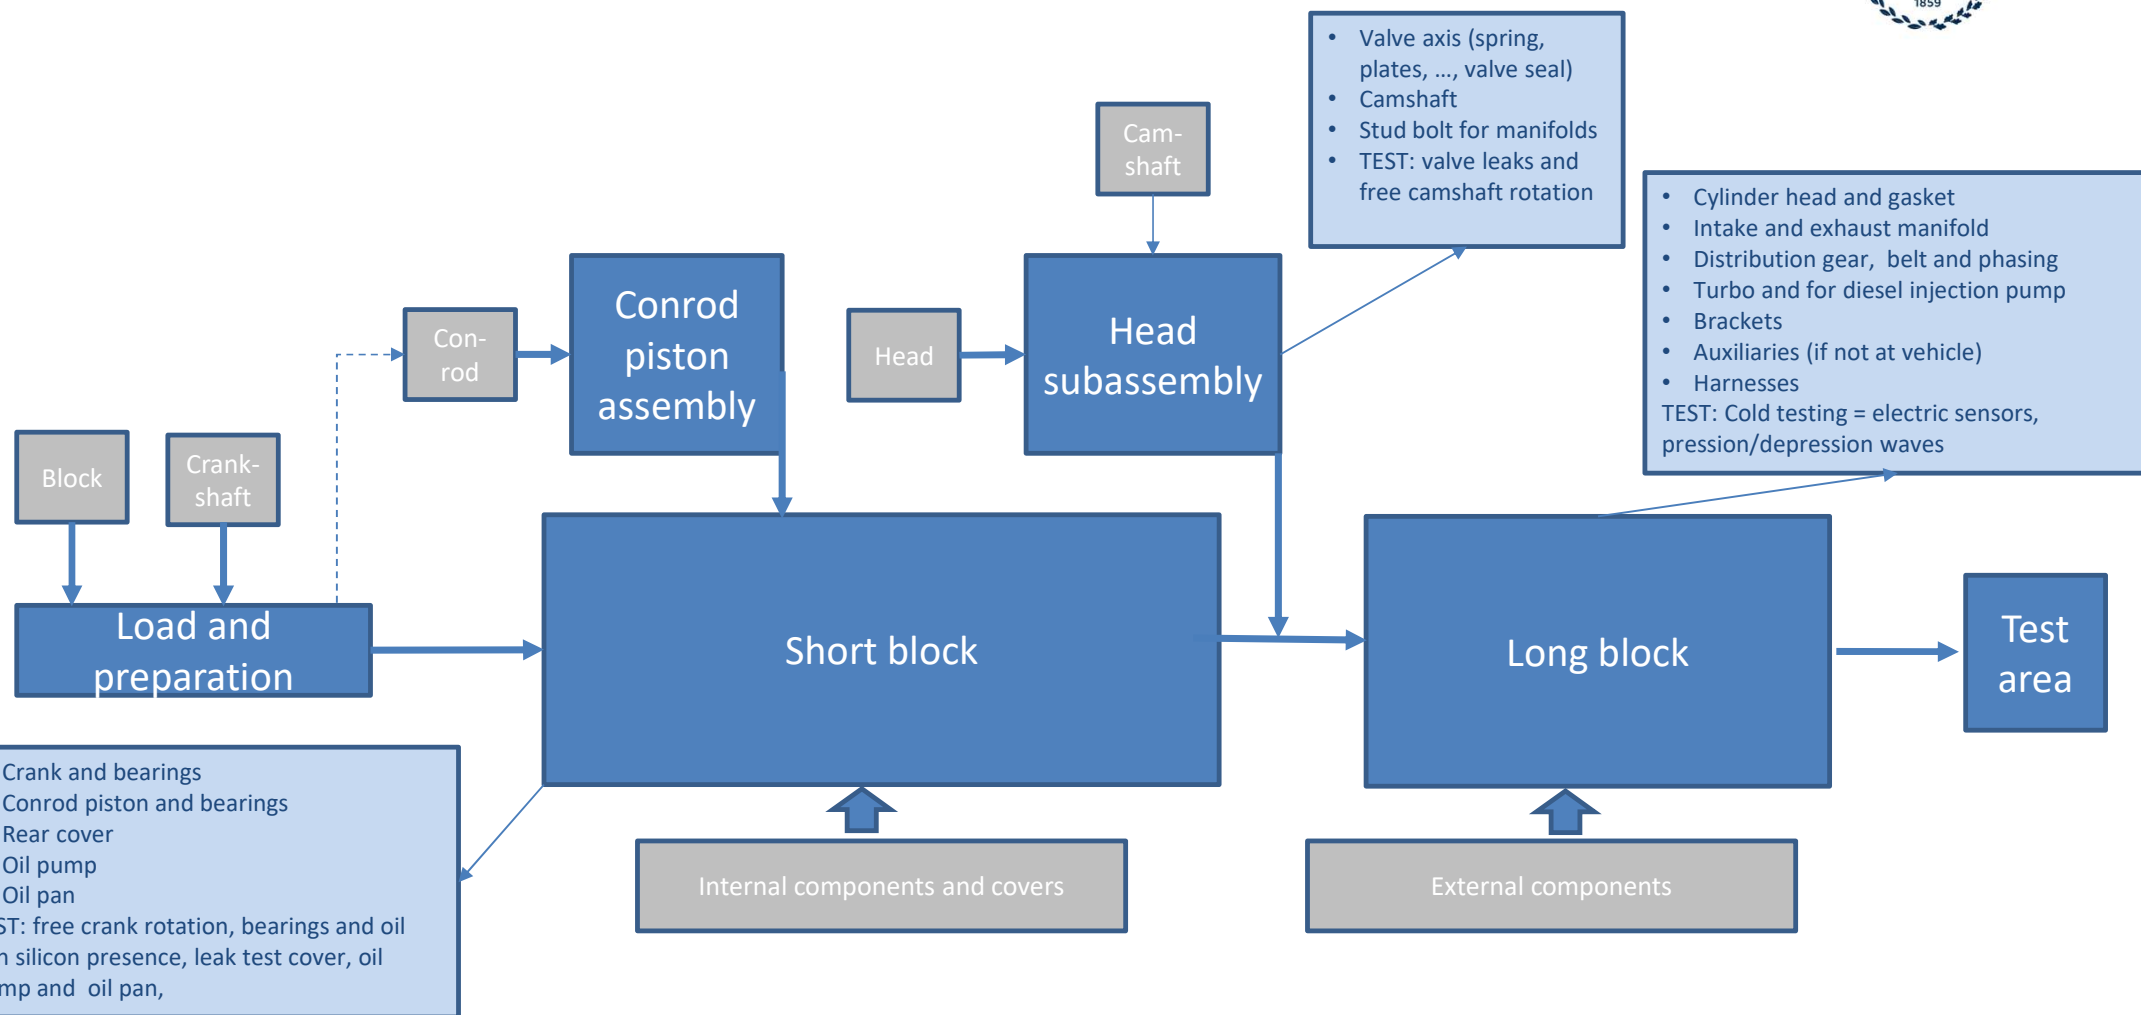 1859
• Valve axis (spring,
plates, …, valve seal)
• Camshaft
• Stud bolt for manifolds
• TEST: valve leaks and
free camshaft rotation
Cam-
shaft
• Cylinder head and gasket
• Intake and exhaust manifold
• Distribution gear, belt and phasing
• Turbo and for diesel injection pump
• Brackets
• Auxiliaries (if not at vehicle)
• Harnesses
TEST: Cold testing = electric sensors,
pression/depression waves
Con-
rod
Conrod
piston
assembly
Head
Head
subassembly
Block
Crank-
shaft
Load and
preparation
Short block
Long block
Test
area
Crank and bearings
Conrod piston and bearings
Rear cover
Oil pump
Oil pan
ST: free crank rotation, bearings and oil
n silicon presence, leak test cover, oil
mp and oil pan,
Internal components and covers
External components